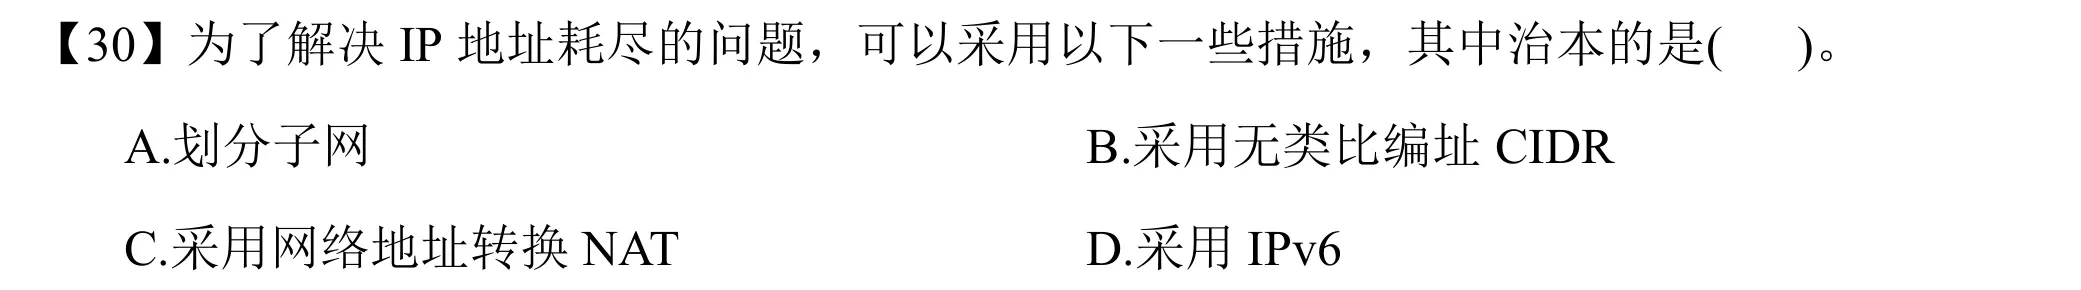 【30】为了解决 IP 地址耗尽的问题，可以采用以下一些措施，其中治本的是(    )。
A.划分子网    B.采用无类比编址 CIDR
C.采用网络地址转换 NAT    D.采用 IPv6